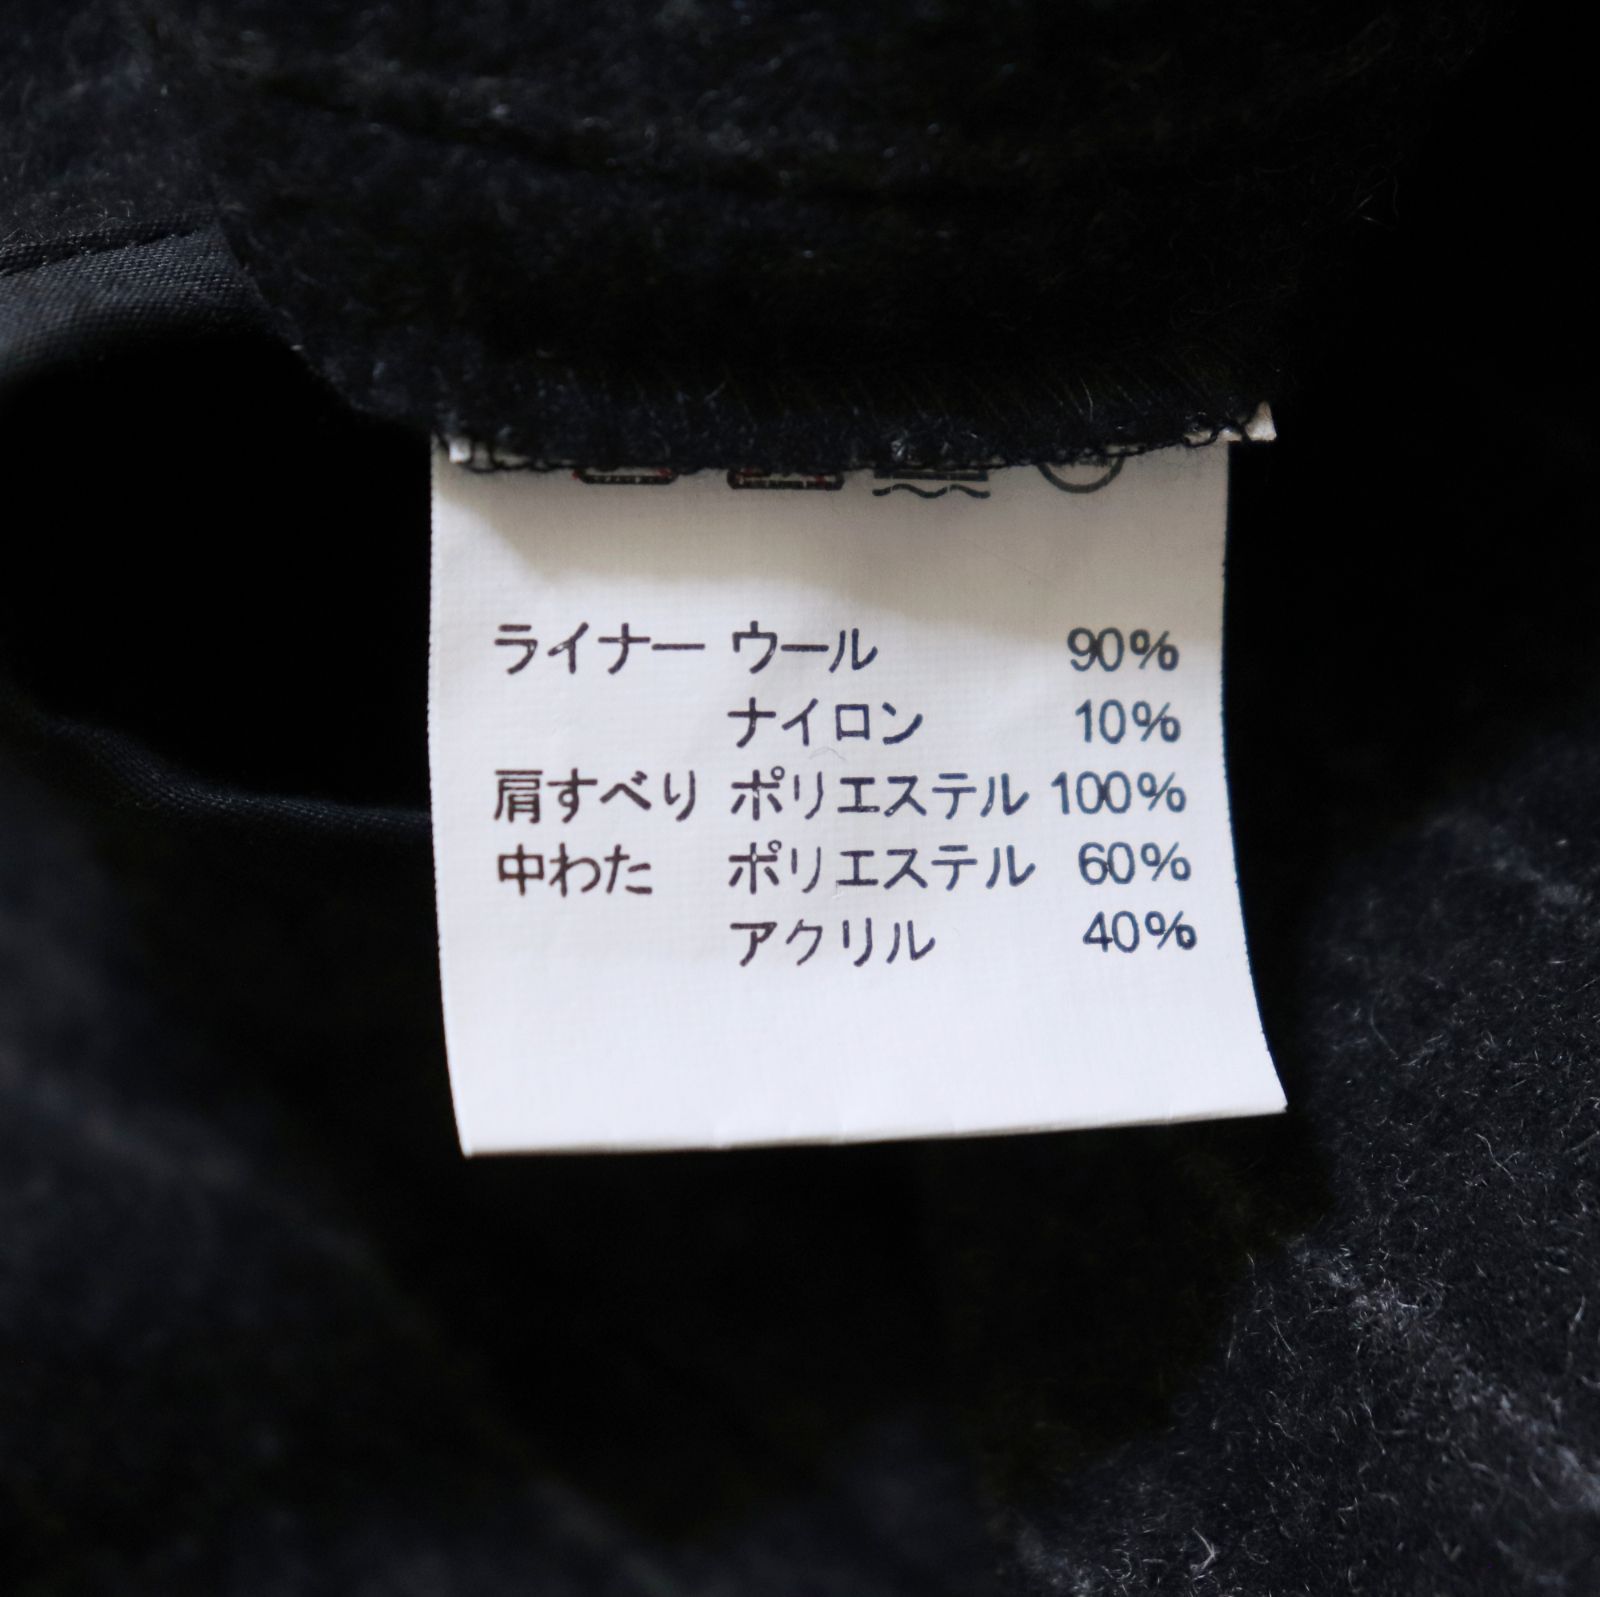 ライナー ウール 90%
ナイロン 10%
肩すべり ポリエステル 100%
中わた ポリエステル 60%
アクリル 40%